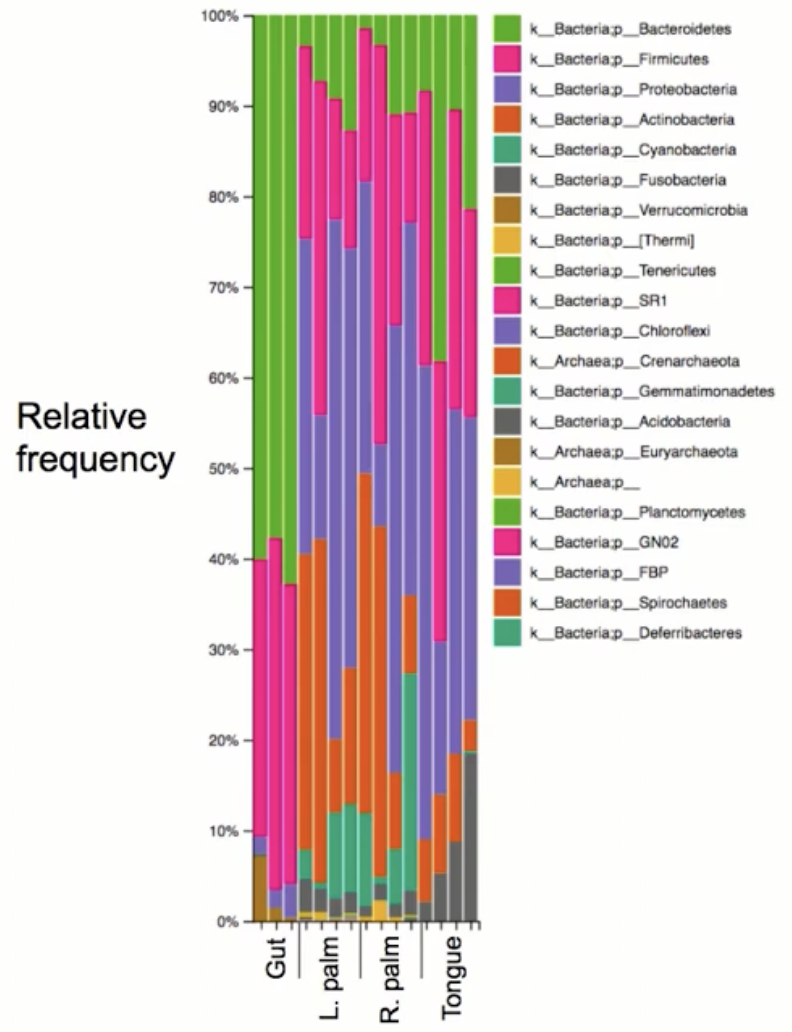 100%
90%
80%
70%
60%
50%
40%
30%
20%
10%
0%
Relative
frequency
Gut
L. palm
R. palm
Tongue
k__Bacteria;p__Bacteroidetes
k__Bacteria;p__Firmicutes
k__Bacteria;p__Proteobacteria
k__Bacteria;p__Actinobacteria
k__Bacteria;p__Cyanobacteria
k__Bacteria;p__Fusobacteria
k__Bacteria;p__Verrucomicrobia
k__Bacteria;p__[Thermi]
k__Bacteria;p__Tenericutes
k__Bacteria;p__SR1
k__Bacteria;p__Chloroflexi
k__Archaea;p__Crenarchaeota
k__Bacteria;p__Gemmatimonadetes
k__Bacteria;p__Acidobacteria
k__Archaea;p__Euryarchaeota
k__Archaea;p__
k__Bacteria;p__Planctomycetes
k__Bacteria;p__GN02
k__Bacteria;p__FBP
k__Bacteria;p__Spirochaetes
k__Bacteria;p__Deferribacteres